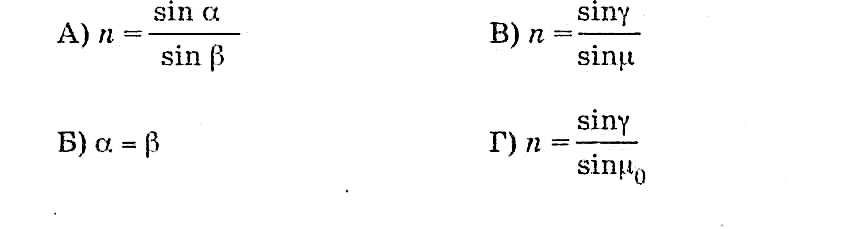 А) n = sin α / sin β
В) n = sinγ / sinμ
Б) α = β
Г) n = sinγ / sinμ₀